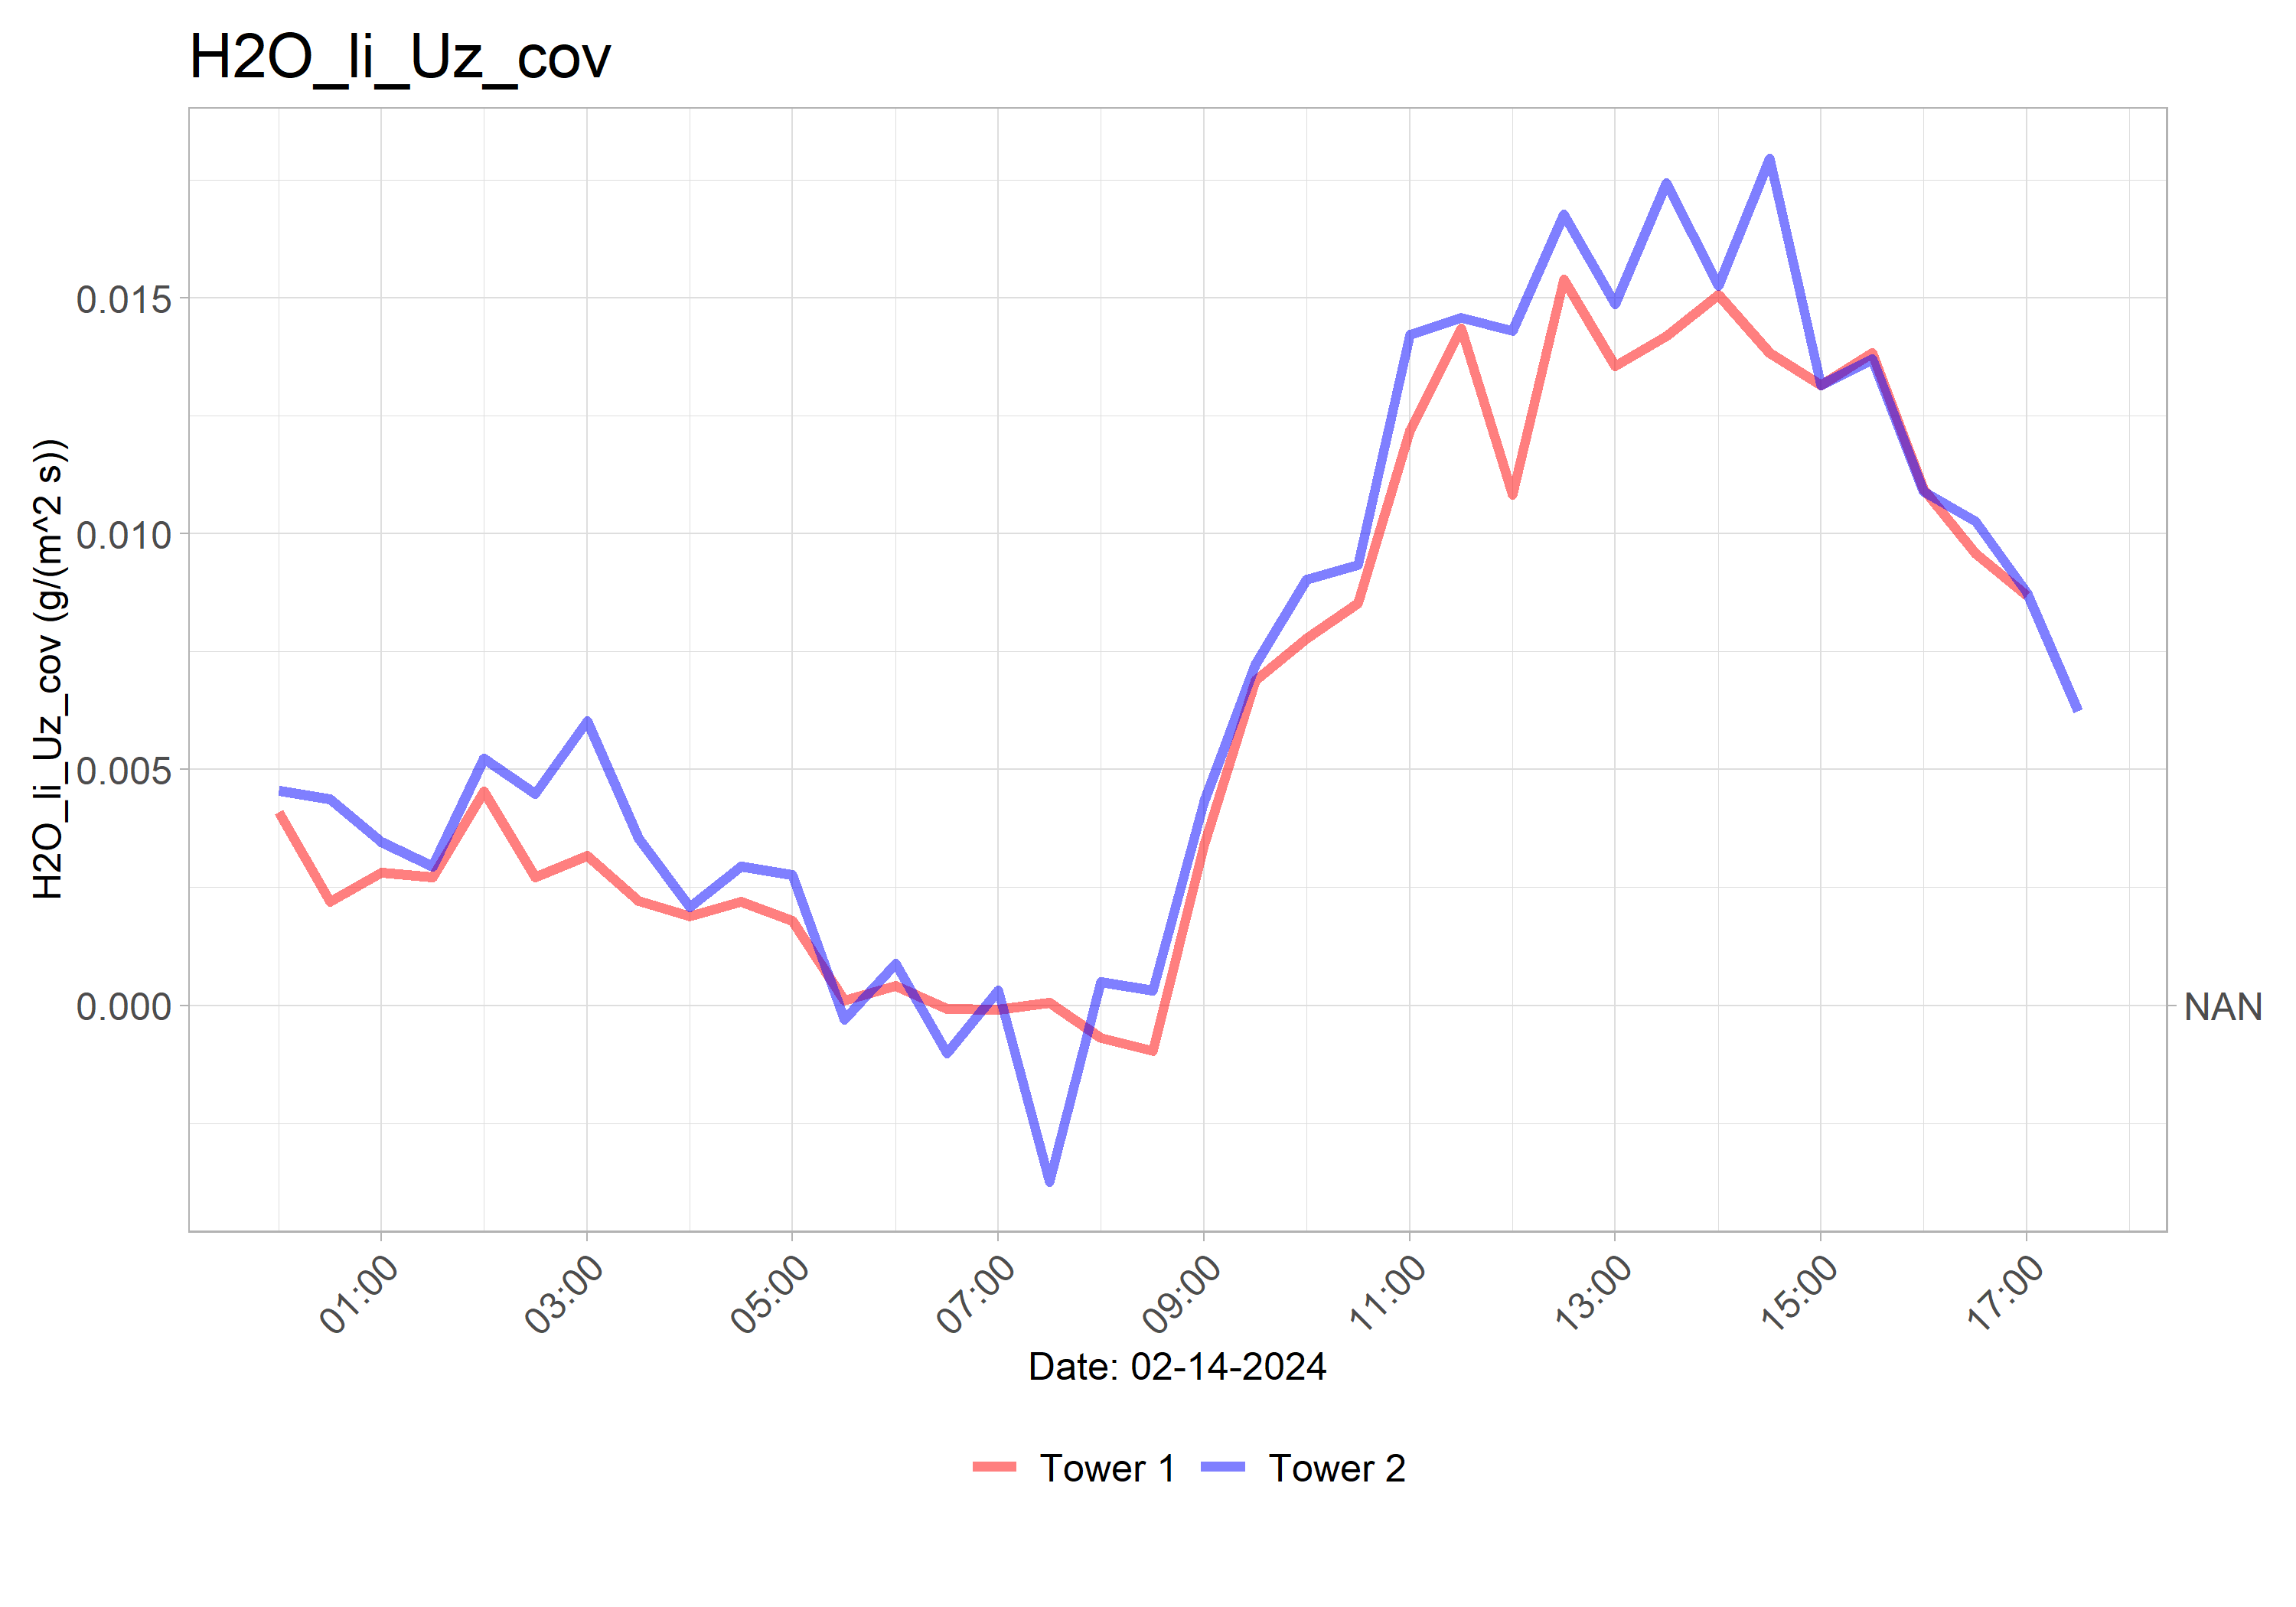 H2O_li_Uz_cov
H2O_li_Uz_cov (g/(m^2 s))
0.015
0.010
0.005
0.000
NAN
01:00
03:00
05:00
07:00
09:00
11:00
13:00
15:00
17:00
Date: 02-14-2024
Tower 1
Tower 2